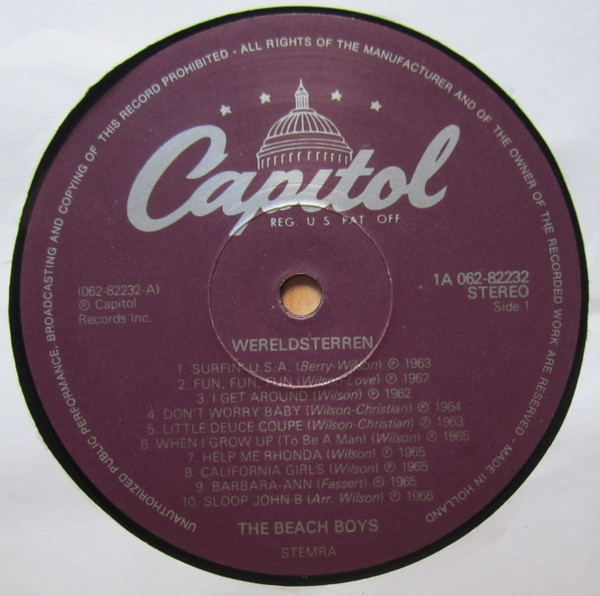 UNAUTHORIZED PUBLIC PERFORMANCE, BROADCASTING AND COPYING OF THIS RECORD PROHIBITED - ALL RIGHTS OF THE MANUFACTURER AND OF THE OWNER OF THE RECORDED WORK ARE RESERVED - MADE IN HOLLAND
Capitol
REG. U.S. PAT. OFF.
(062-82232-A)
℗ Capitol
Records Inc.
1A 062-82232
STEREO
Side 1
WERELDSTERREN
1. SURFIN' U.S.A. (Berry-Wilson) ℗ 1963
2. FUN, FUN, FUN (Wilson-Love) ℗ 1962
3. I GET AROUND (Wilson) ℗ 1962
4. DON'T WORRY BABY (Wilson-Christian) ℗ 1964
5. LITTLE DEUCE COUPE (Wilson-Christian) ℗ 1963
6. WHEN I GROW UP (To Be A Man) (Wilson) ℗ 1965
7. HELP ME RHONDA (Wilson) ℗ 1965
8. CALIFORNIA GIRLS (Wilson) ℗ 1965
9. BARBARA-ANN (Fassert) ℗ 1965
10. SLOOP JOHN B (Arr. Wilson) ℗ 1966
THE BEACH BOYS
STEMRA